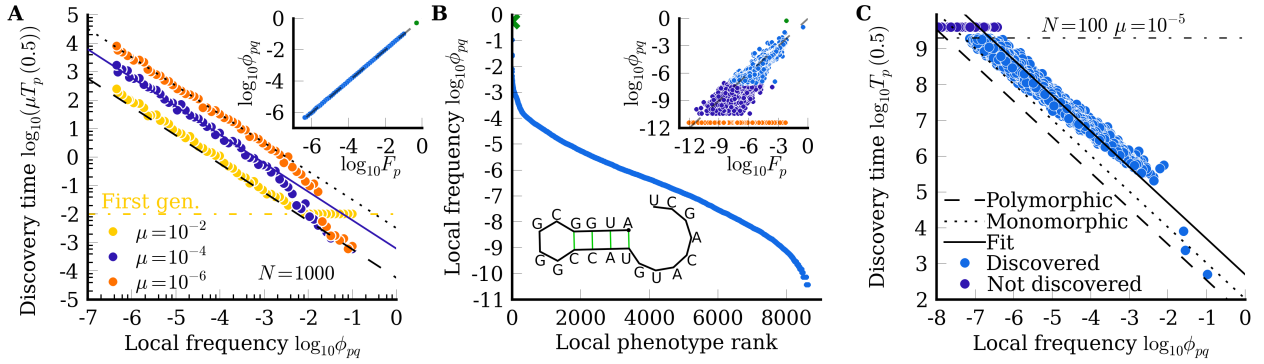 A
Discovery time log₁₀(μTₚ(0.5))
5
4
3
2
1
0
-1
-2
-3
-4
-5
-7 -6 -5 -4 -3 -2 -1 0
Local frequency log₁₀ϕ_pq
First gen.
μ=10⁻²
μ=10⁻⁴
μ=10⁻⁶
N=1000
log₁₀ϕ_pq
0
-2
-4
-6
-6 -4 -2 0
log₁₀Fₚ
B
Local frequency log₁₀ϕ_pq
0
-1
-2
-3
-4
-5
-6
-7
-8
-9
-10
-11
0 2000 4000 6000 8000
Local phenotype rank
log₁₀ϕ_pq
0
-3
-6
-9
-12
-12 -9 -6 -3 0
log₁₀Fₚ
G C G G U A U C G A
C A
G G C C A U G U A
C
Discovery time log₁₀Tₚ(0.5)
9
8
7
6
5
4
3
2
-8 -7 -6 -5 -4 -3 -2 -1 0
Local frequency log₁₀ϕ_pq
N=100 μ=10⁻⁵
Polymorphic
Monomorphic
Fit
Discovered
Not discovered